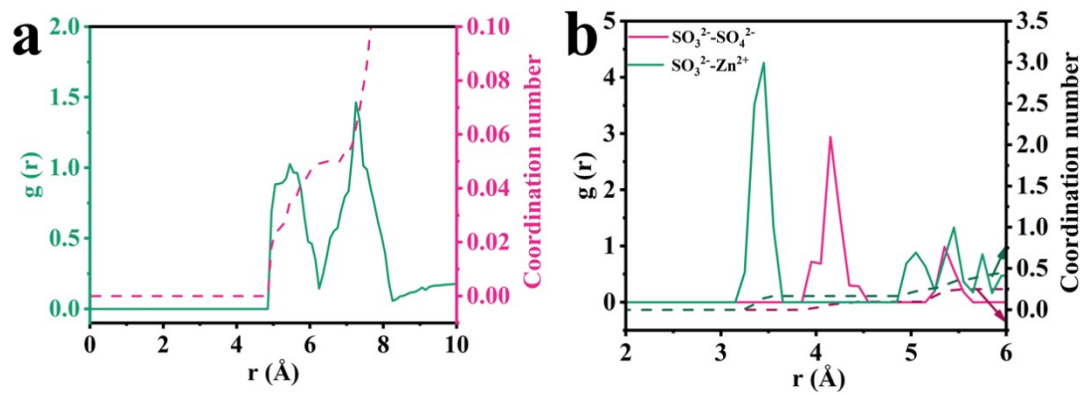 a
2.0
1.5
1.0
0.5
0.0
g (r)
0 2 4 6 8 10
r (Å)
0.10
0.08
0.06
0.04
0.02
0.00
Coordination number
b
SO₃²⁻-SO₄²⁻
SO₃²⁻-Zn²⁺
5
4
3
2
1
0
g (r)
2 3 4 5 6
r (Å)
3.5
3.0
2.5
2.0
1.5
1.0
0.5
0.0
Coordination number